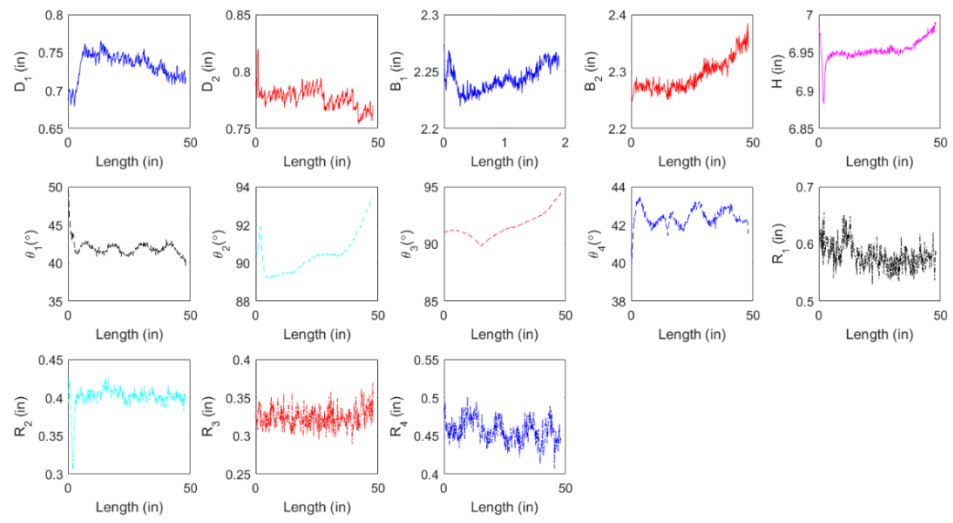 0.8
0.75
0.7
0.65
D1 (in)
0 50
Length (in)
0.85
0.8
0.75
D2 (in)
0 50
Length (in)
2.3
2.25
2.2
B1 (in)
0 1 2
Length (in)
2.4
2.3
2.2
B2 (in)
0 50
Length (in)
7
6.95
6.9
6.85
H (in)
0 50
Length (in)
50
45
40
35
θ1(°)
0 50
Length (in)
94
92
90
88
θ2(°)
0 50
Length (in)
95
90
85
θ3(°)
0 50
Length (in)
44
42
40
38
θ4(°)
0 50
Length (in)
0.7
0.6
0.5
R1 (in)
0 50
Length (in)
0.45
0.4
0.35
0.3
R2 (in)
0 50
Length (in)
0.4
0.35
0.3
0.25
R3 (in)
0 50
Length (in)
0.55
0.5
0.45
0.4
R4 (in)
0 50
Length (in)